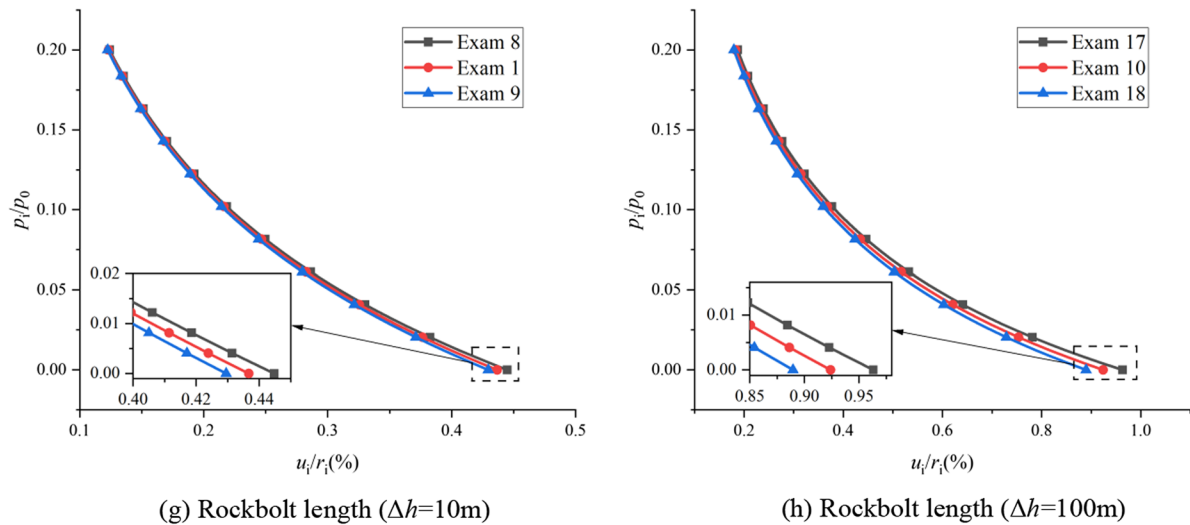 0.20
0.15
0.10
0.05
0.00
pi/p0
Exam 8
Exam 1
Exam 9
0.02
0.01
0.00
0.40 0.42 0.44
0.1 0.2 0.3 0.4 0.5
ui/ri(%)
(g) Rockbolt length (Δh=10m)
0.20
0.15
0.10
0.05
0.00
pi/p0
Exam 17
Exam 10
Exam 18
0.01
0.00
0.85 0.90 0.95
0.2 0.4 0.6 0.8 1.0
ui/ri(%)
(h) Rockbolt length (Δh=100m)